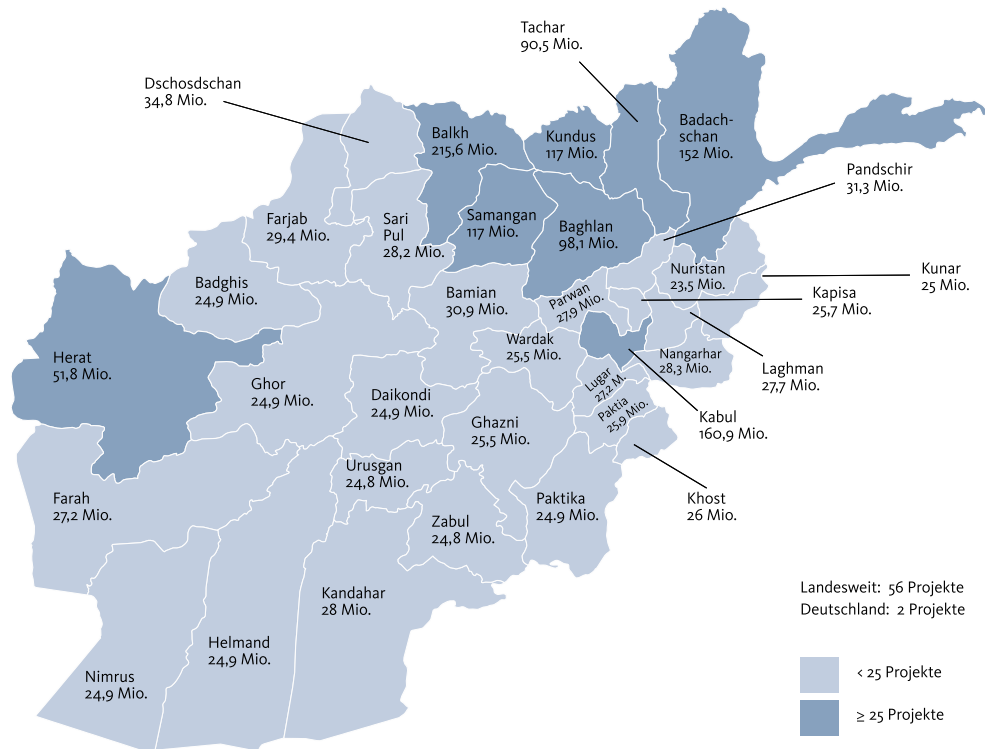 Tachar
90,5 Mio.
Dschosdschan
34,8 Mio.
Balkh
215,6 Mio.
Kundus
117 Mio.
Badach-
schan
152 Mio.
Pandschir
31,3 Mio.
Farjab
29,4 Mio.
Sari
Pul
28,2 Mio.
Samangan
117 Mio.
Baghlan
98,1 Mio.
Badghis
24,9 Mio.
Bamian
30,9 Mio.
Parwan
27,9 Mio.
Nuristan
23,5 Mio.
Kunar
25 Mio.
Kapisa
25,7 Mio.
Herat
51,8 Mio.
Ghor
24,9 Mio.
Daikondi
24,9 Mio.
Wardak
25,5 Mio.
Nangarhar
28,3 Mio.
Laghman
27,7 Mio.
Lugar
27,2 M.
Paktia
25,9 Mio.
Kabul
160,9 Mio.
Ghazni
25,5 Mio.
Urusgan
24,8 Mio.
Khost
26 Mio.
Farah
27,2 Mio.
Zabul
24,8 Mio.
Paktika
24.9 Mio.
Kandahar
28 Mio.
Helmand
24,9 Mio.
Nimrus
24,9 Mio.
Landesweit: 56 Projekte
Deutschland: 2 Projekte
< 25 Projekte
≥ 25 Projekte